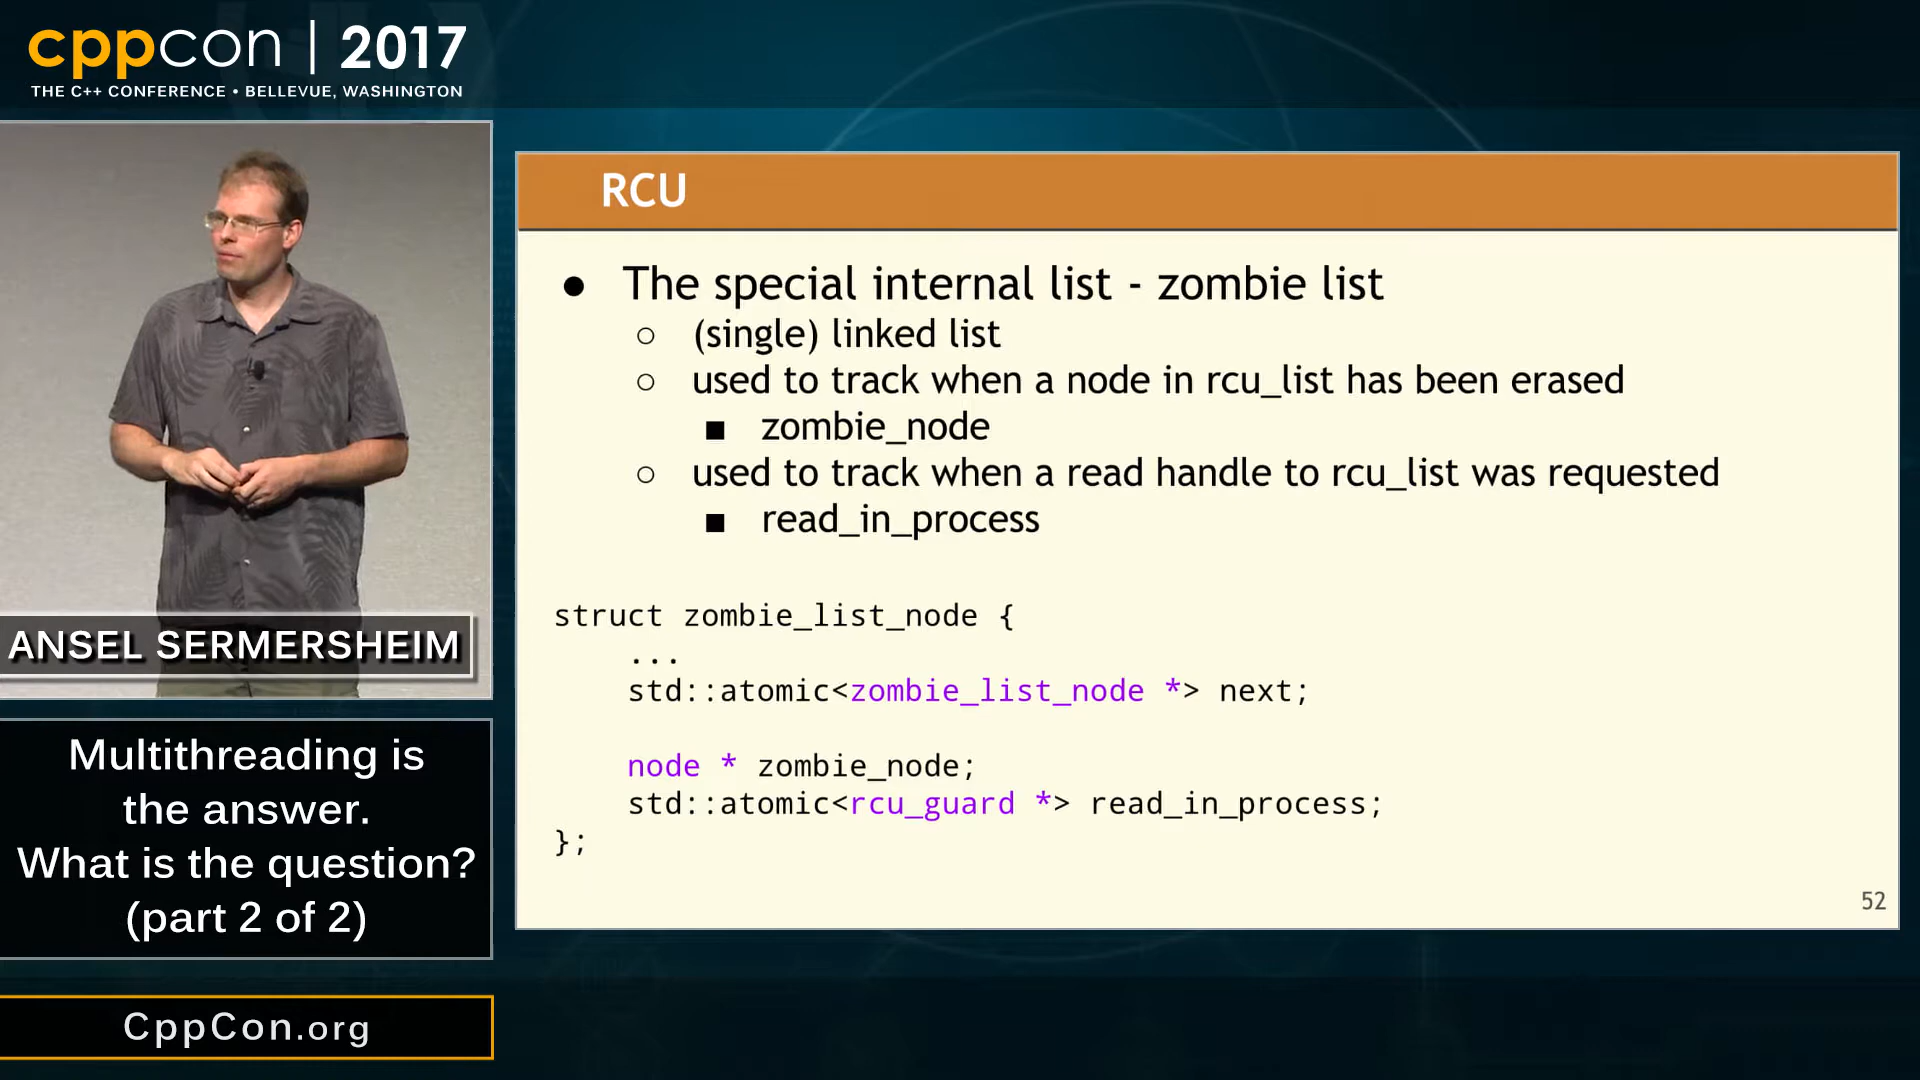 cppcon | 2017
THE C++ CONFERENCE • BELLEVUE, WASHINGTON
ANSEL SERMERSHEIM
Multithreading is
the answer.
What is the question?
(part 2 of 2)
CppCon.org
RCU
● The special internal list - zombie list
○ (single) linked list
○ used to track when a node in rcu_list has been erased
■ zombie_node
○ used to track when a read handle to rcu_list was requested
■ read_in_process
struct zombie_list_node {
...
std::atomic<zombie_list_node *> next;
node * zombie_node;
std::atomic<rcu_guard *> read_in_process;
};
52